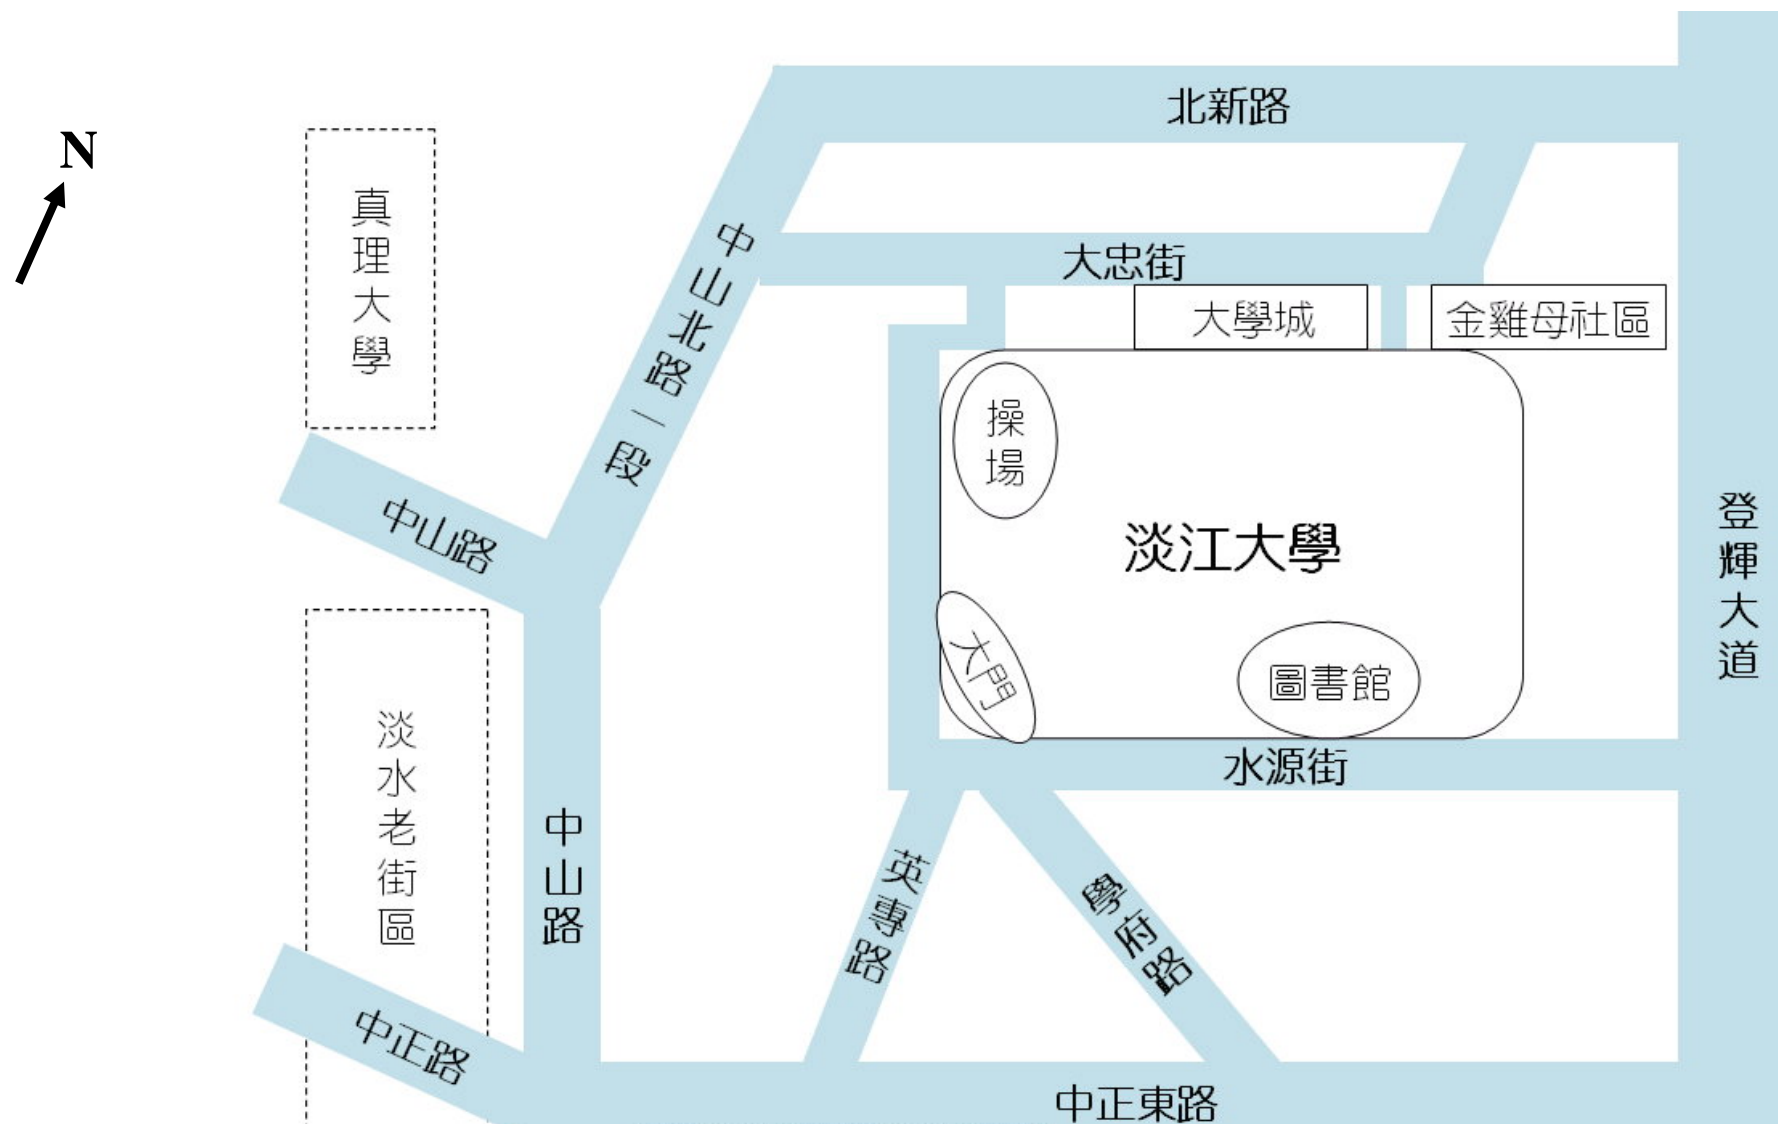 北新路
N
真理大學
中山北路一段
大忠街
大學城
金雞母社區
操場
中山路
淡江大學
登輝大道
大門
圖書館
淡水老街區
水源街
中山路
英專路
學府路
中正路
中正東路